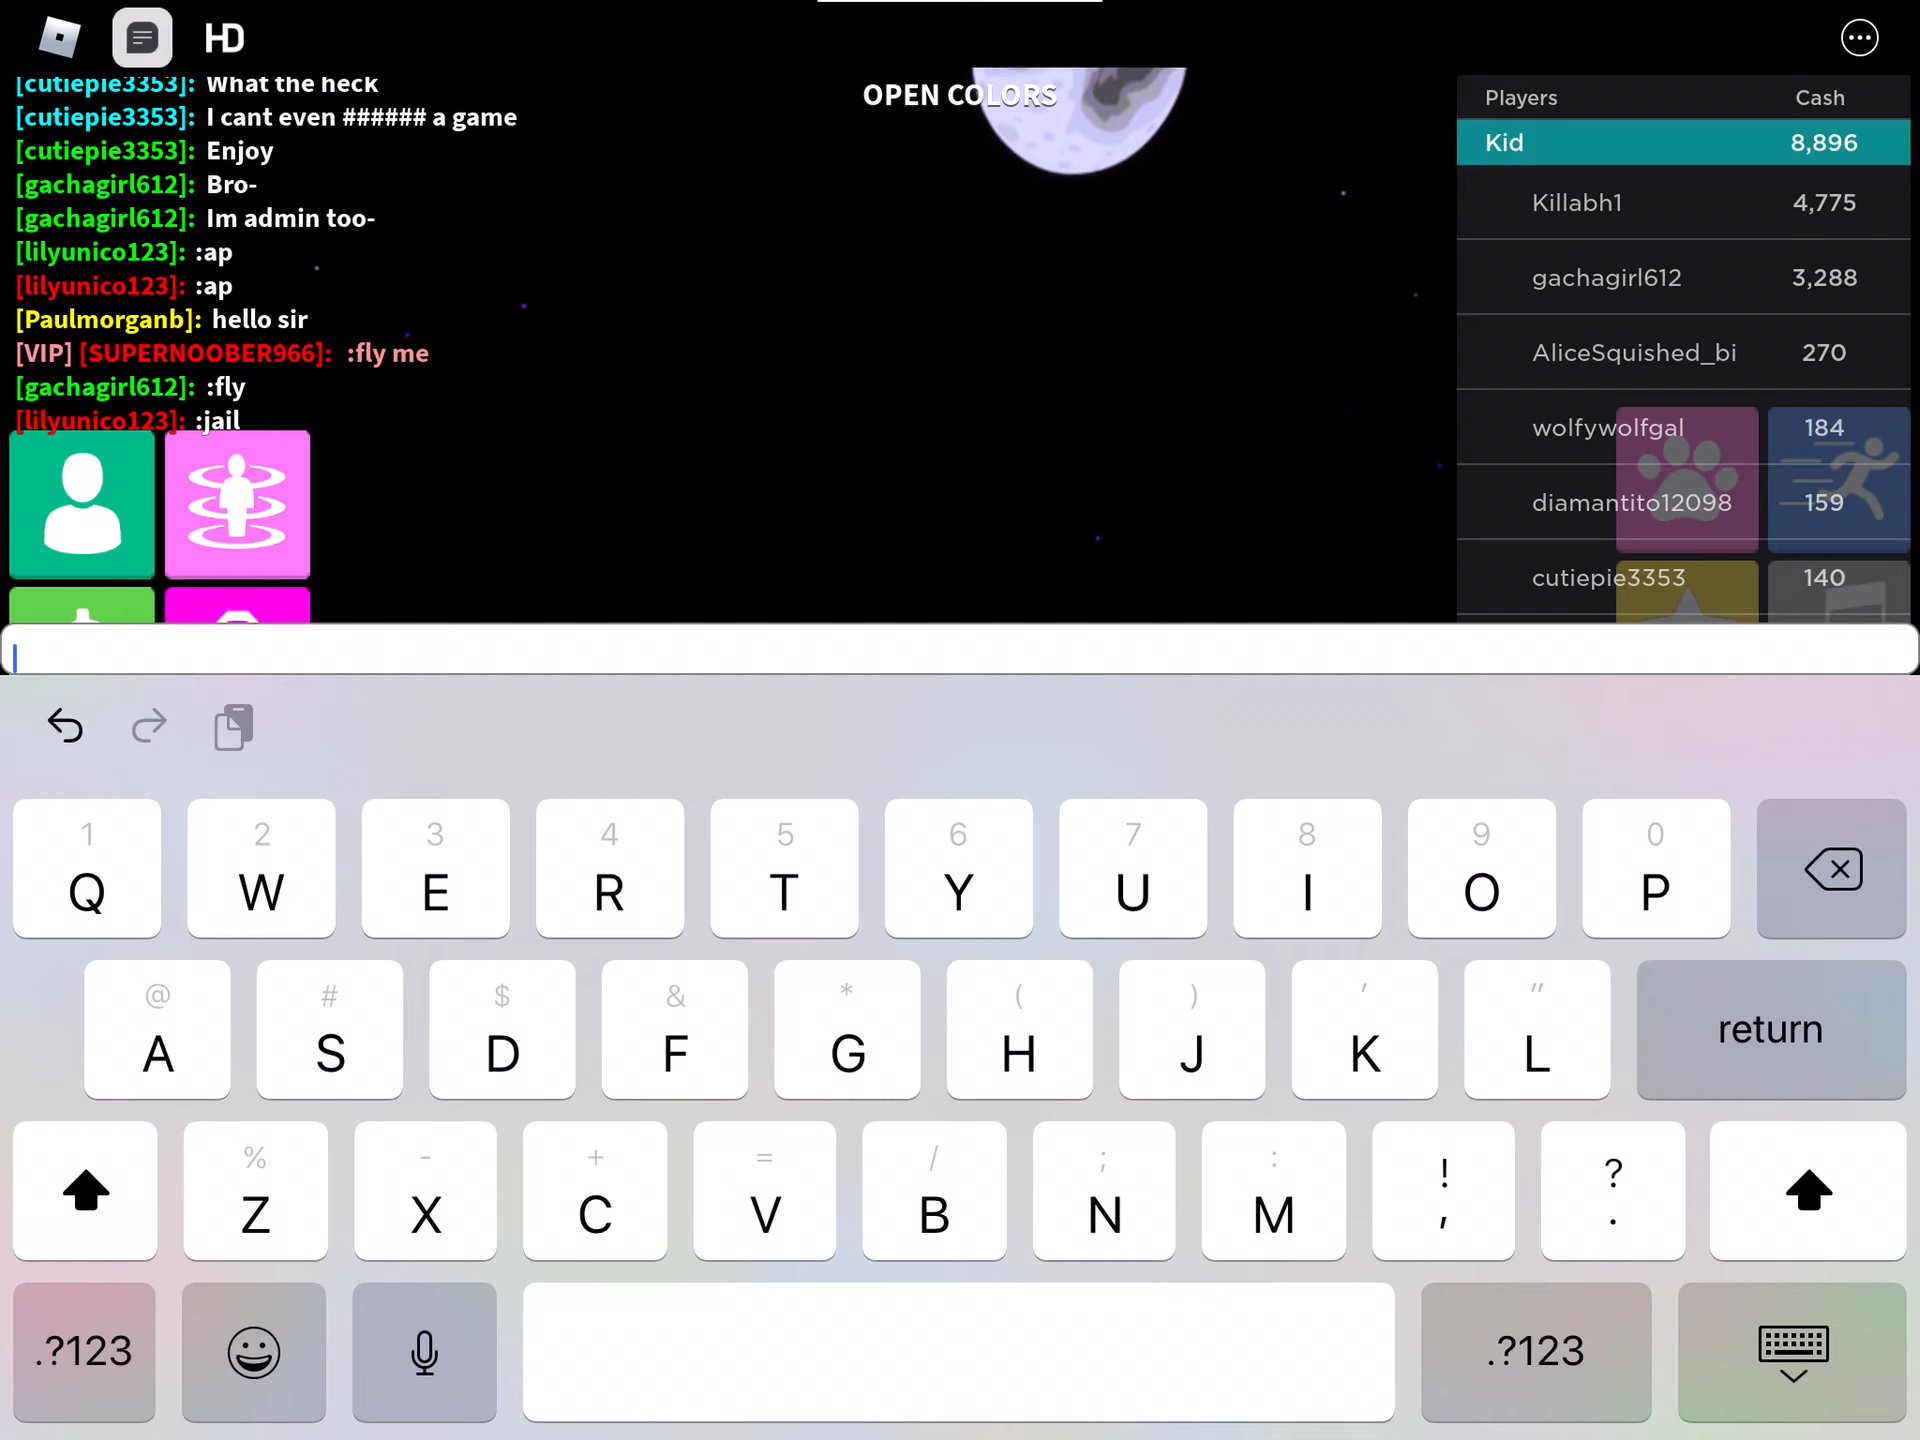 HD
[cutiepie3353]: What the heck
[cutiepie3353]: I cant even ###### a game
[cutiepie3353]: Enjoy
[gachagirl612]: Bro-
[gachagirl612]: Im admin too-
[lilyunico123]: :ap
[lilyunico123]: :ap
[Paulmorganb]: hello sir
[VIP] [SUPERNOOBER966]: :fly me
[gachagirl612]: :fly
[lilyunico123]: :jail
OPEN COLORS
Players Cash
Kid 8,896
Killabh1 4,775
gachagirl612 3,288
AliceSquished_bi 270
wolfywolfgal 184
diamantito12098 159
cutiepie3353 140
1 2 3 4 5 6 7 8 9 0
Q W E R T Y U I O P
@ # $ & * ( ) ' "
A S D F G H J K L return
% - + = / ; : ! ?
Z X C V B N M , .
.?123 .?123